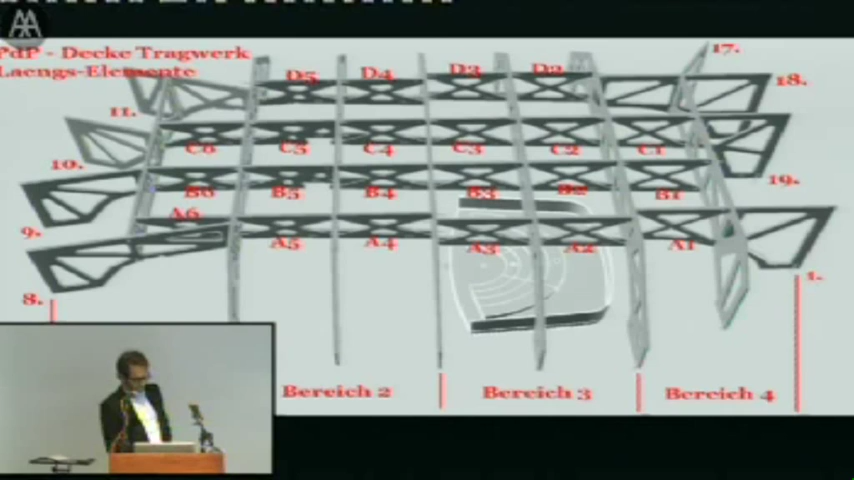 AA
PdP - Decke Tragwerk
Laengs-Elemente
17.
D5 D4 D3 D2
18.
11.
C6 C5 C4 C3 C2 C1
10.
19.
B6 B5 B4 B3 B2 B1
A6
9.
A5 A4 A3 A2 A1
1.
8.
Bereich 2 Bereich 3 Bereich 4